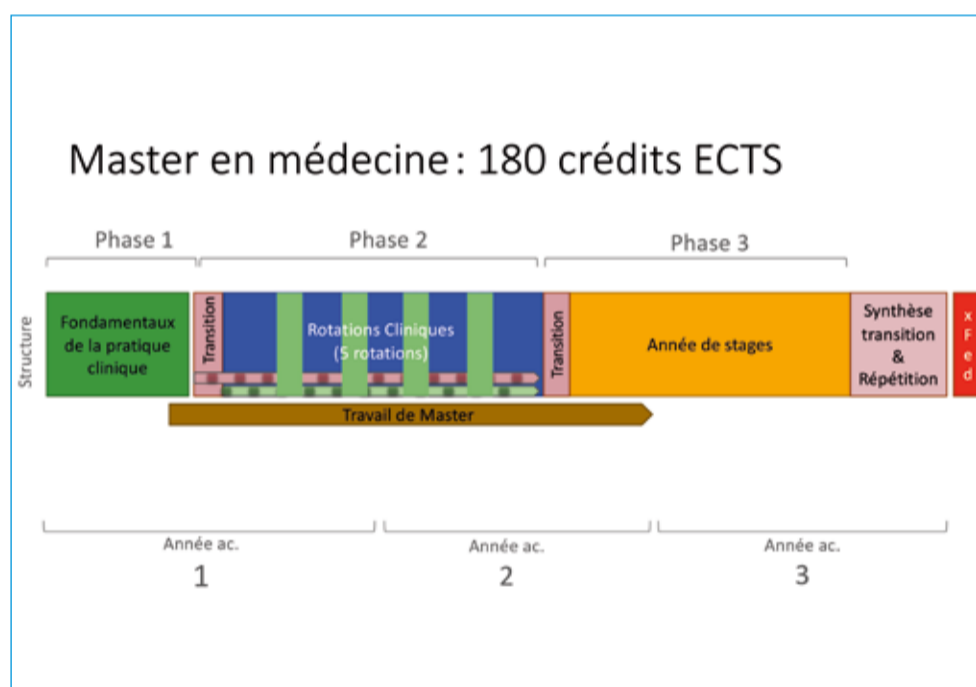 Master en médecine : 180 crédits ECTS
Phase 1
Phase 2
Phase 3
Structure
Fondamentaux
de la pratique
clinique
Transition
Rotations Cliniques
(5 rotations)
Transition
Année de stages
Synthèse
transition
&
Répétition
x
F
e
d
Travail de Master
Année ac.
1
Année ac.
2
Année ac.
3